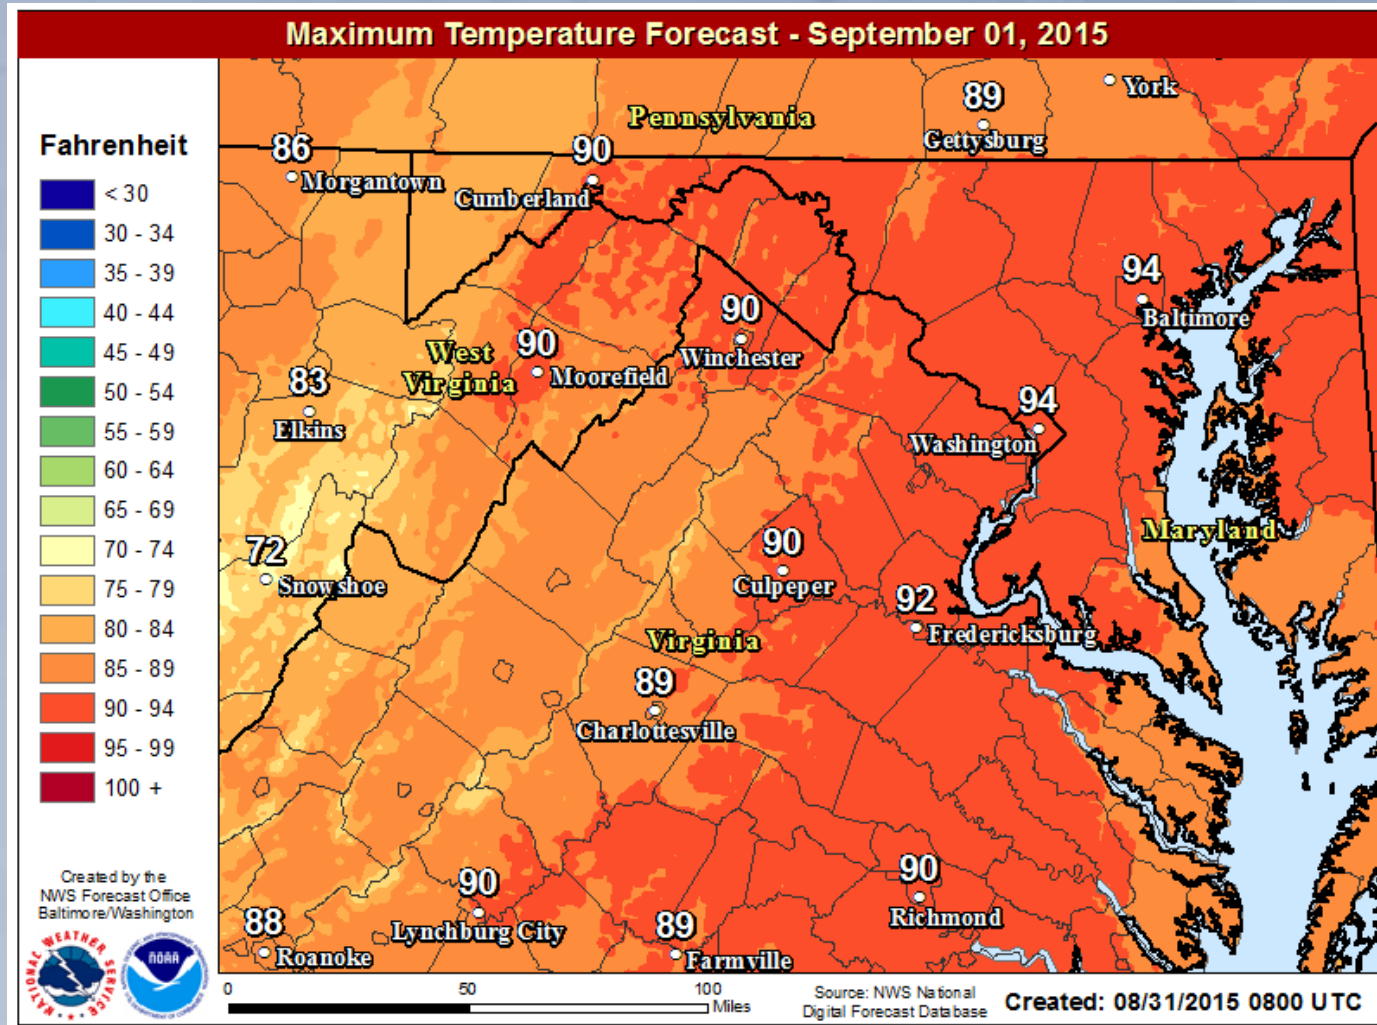 Maximum Temperature Forecast - September 01, 2015
Fahrenheit
< 30
30 - 34
35 - 39
40 - 44
45 - 49
50 - 54
55 - 59
60 - 64
65 - 69
70 - 74
75 - 79
80 - 84
85 - 89
90 - 94
95 - 99
100 +
Created by the
NWS Forecast Office
Baltimore/Washington
NATIONAL WEATHER SERVICE
NOAA
York
89
Gettysburg
Pennsylvania
86
Morgantown
90
Cumberland
94
Baltimore
90
Winchester
West
Virginia
90
Moorefield
83
Elkins
94
Washington
Maryland
72
Snowshoe
90
Culpeper
92
Fredericksburg
Virginia
89
Charlottesville
90
Lynchburg City
90
Richmond
88
Roanoke
89
Farmville
0 50 100
Miles
Source: NWS National
Digital Forecast Database
Created: 08/31/2015 0800 UTC